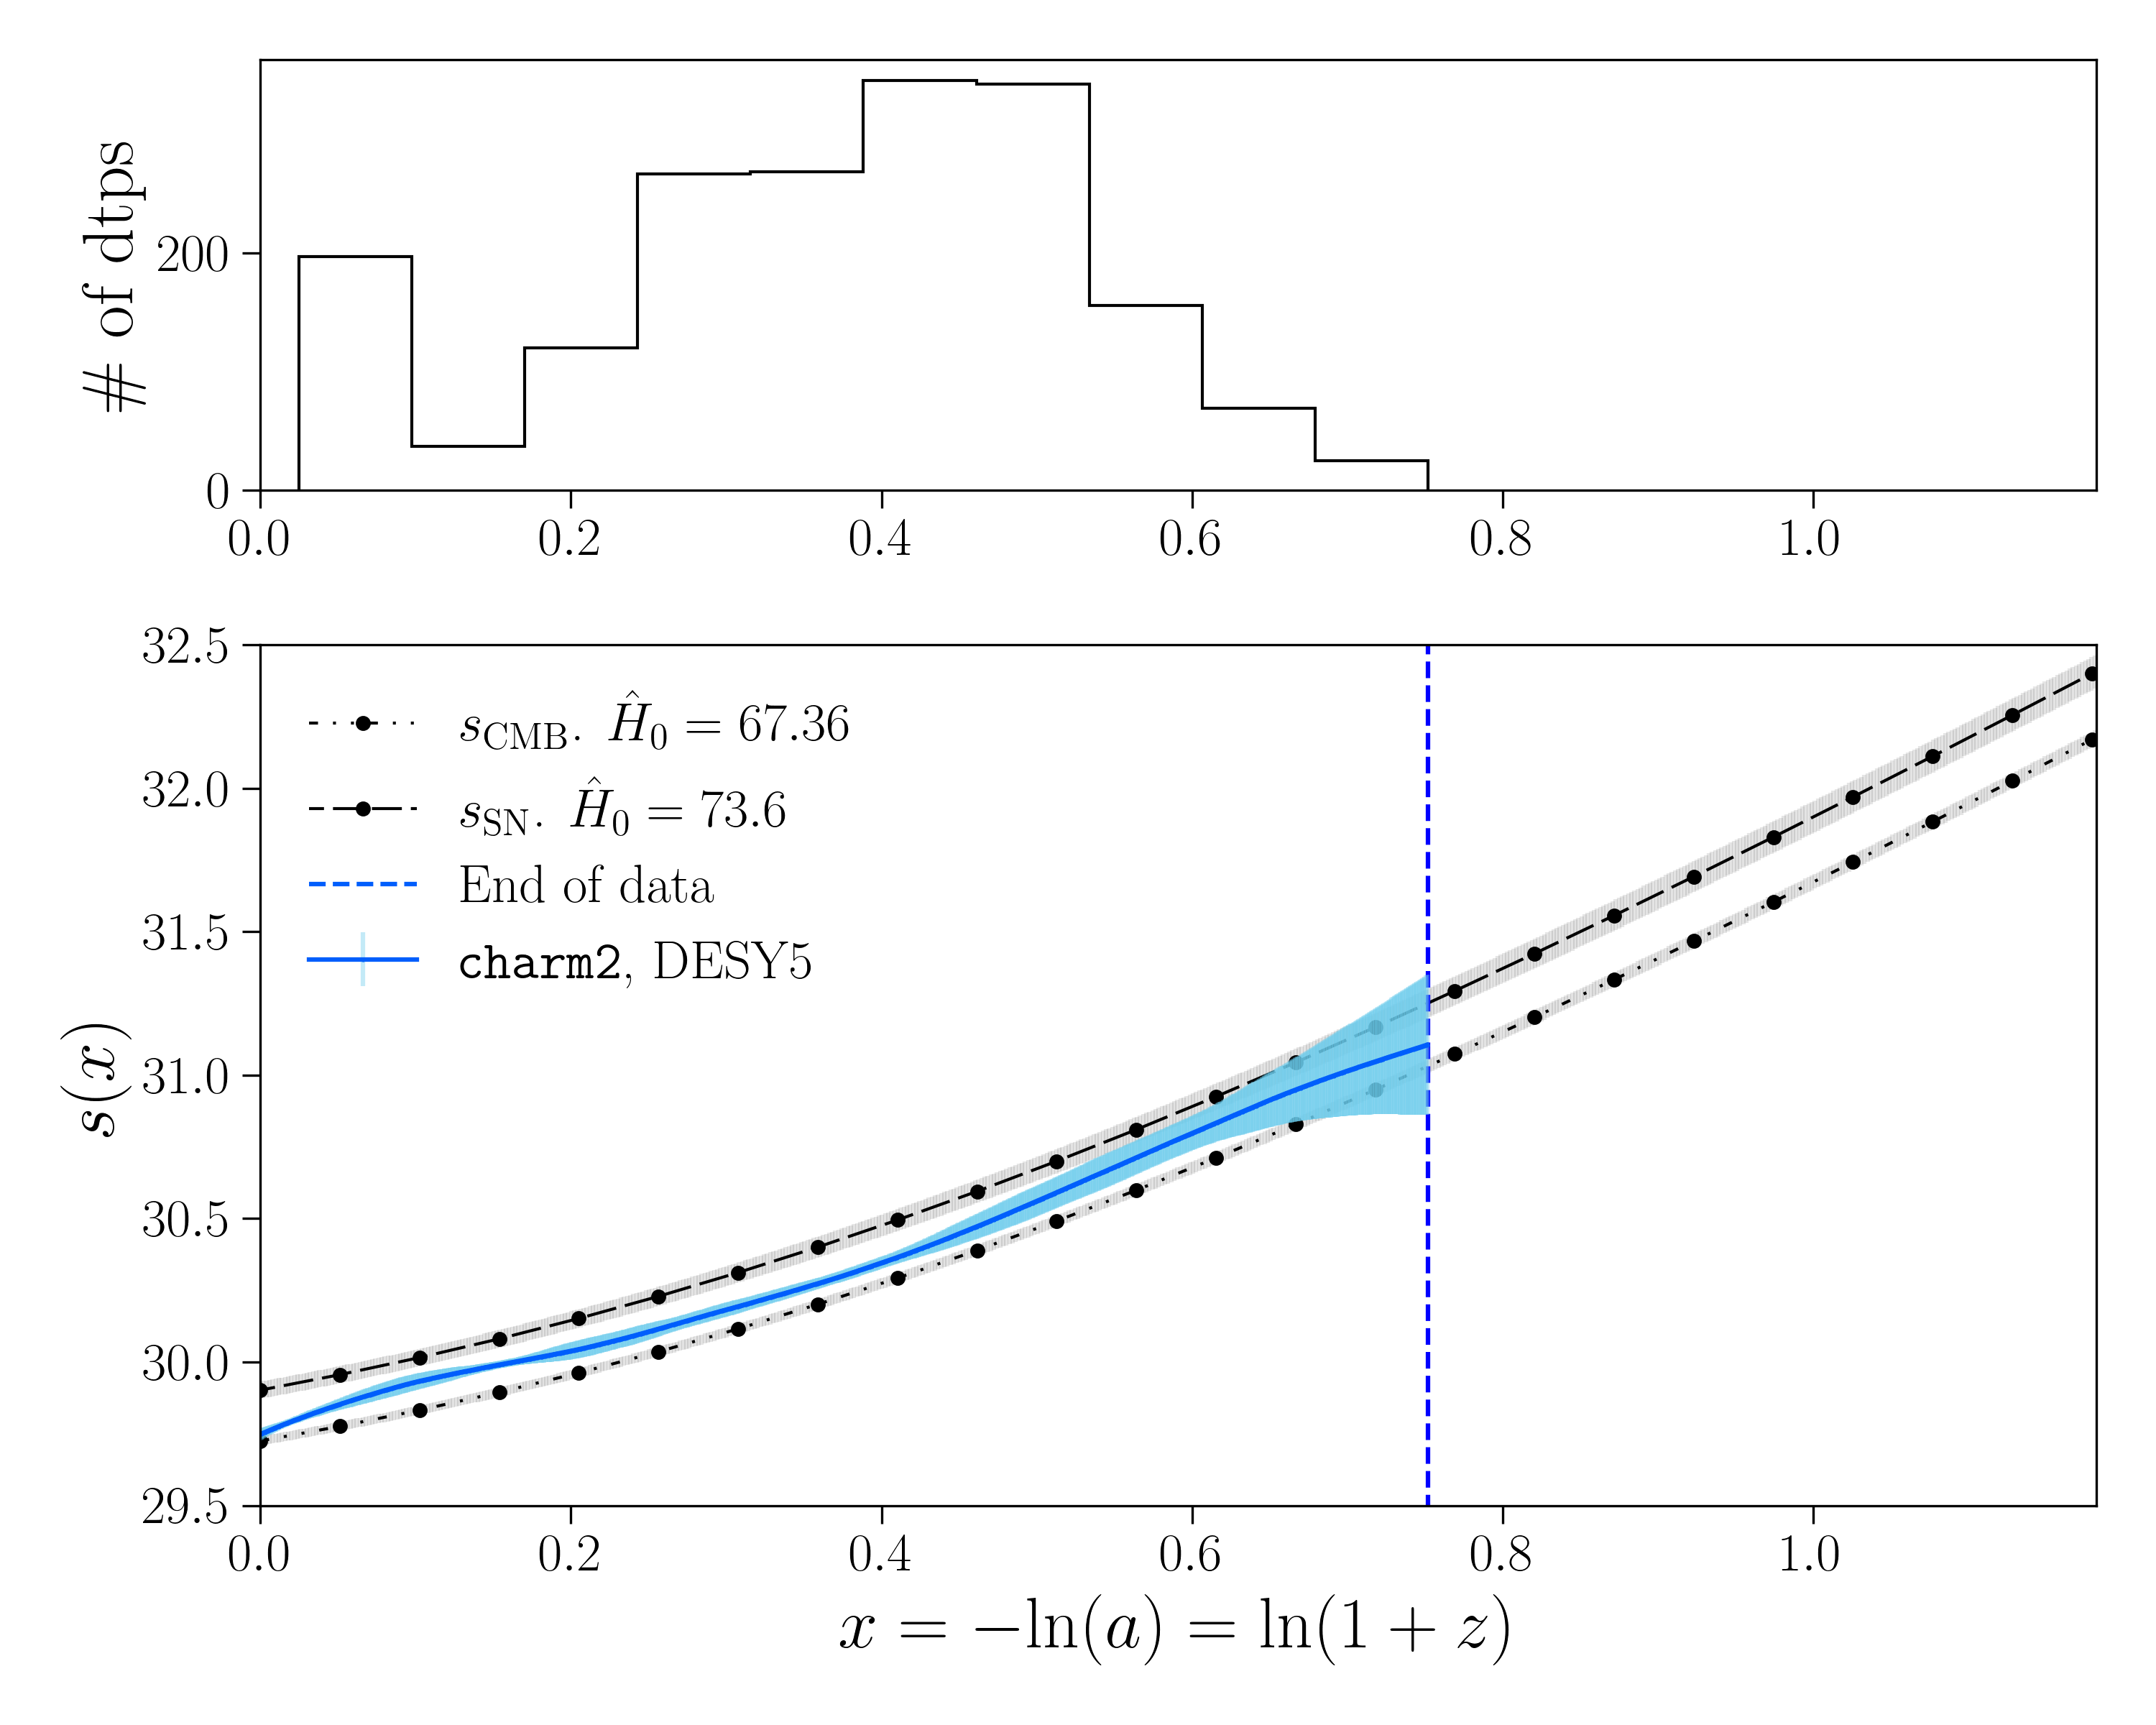 # of dtps
200
0
0.0 0.2 0.4 0.6 0.8 1.0
s(x)
32.5
32.0
31.5
31.0
30.5
30.0
29.5
s_CMB. Ĥ_0 = 67.36
s_SN. Ĥ_0 = 73.6
End of data
charm2, DESY5
0.0 0.2 0.4 0.6 0.8 1.0
x = −ln(a) = ln(1 + z)